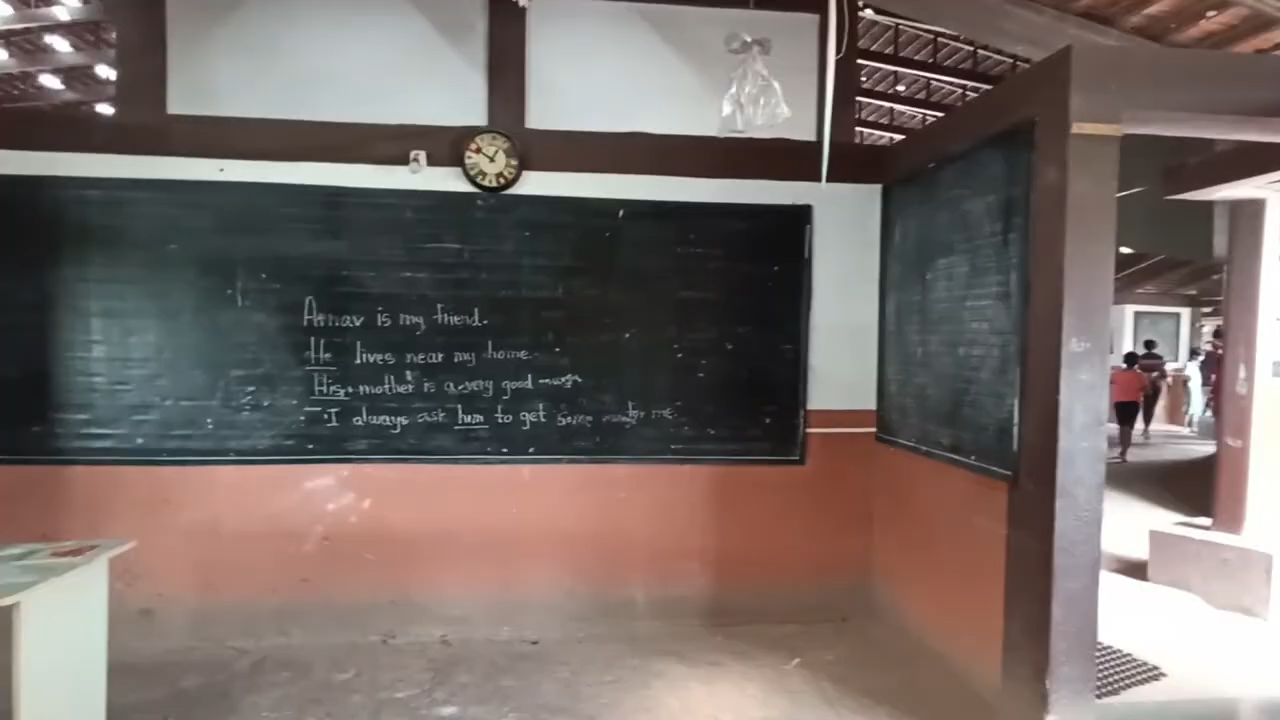 Arnav is my friend.
He lives near my home.
His mother is a very good
I always ask him to get some for me.